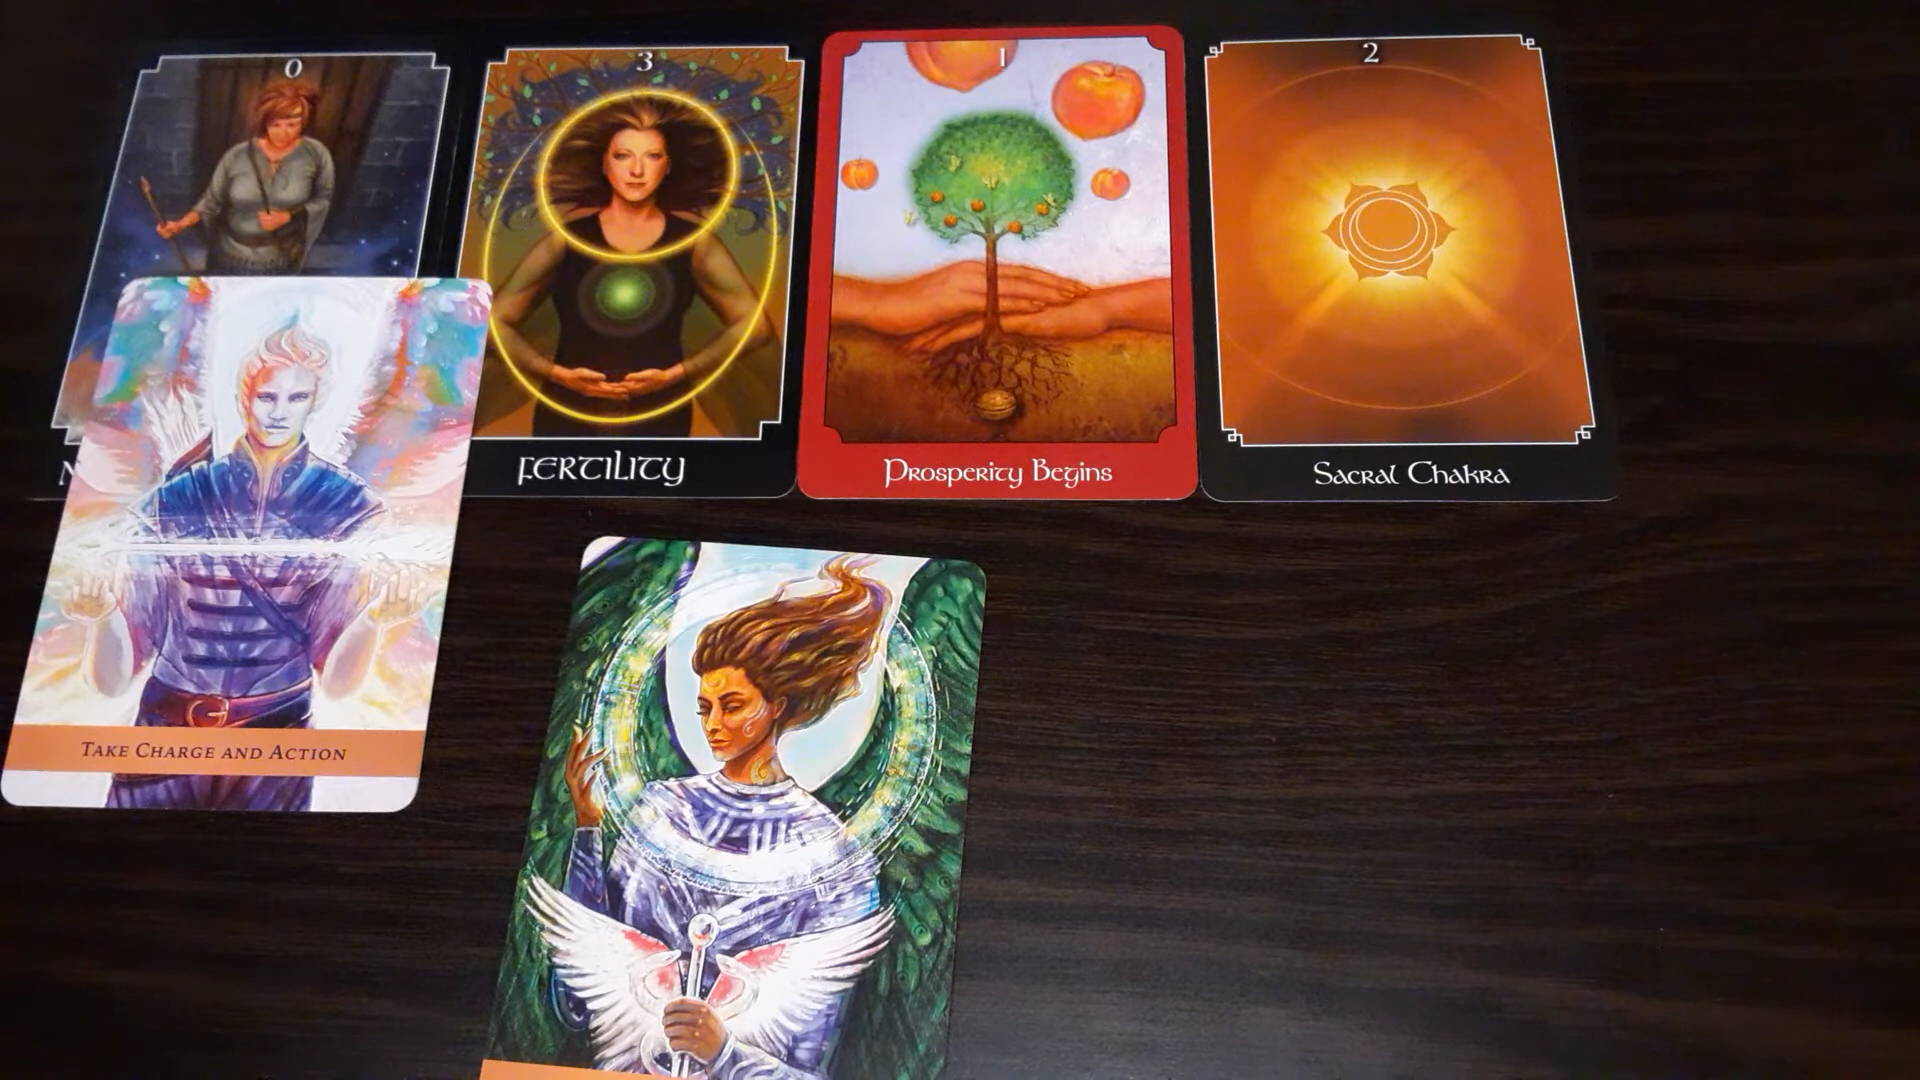 0
3
1
2
FERTILITY
Prosperity Begins
Sacral Chakra
TAKE CHARGE AND ACTION